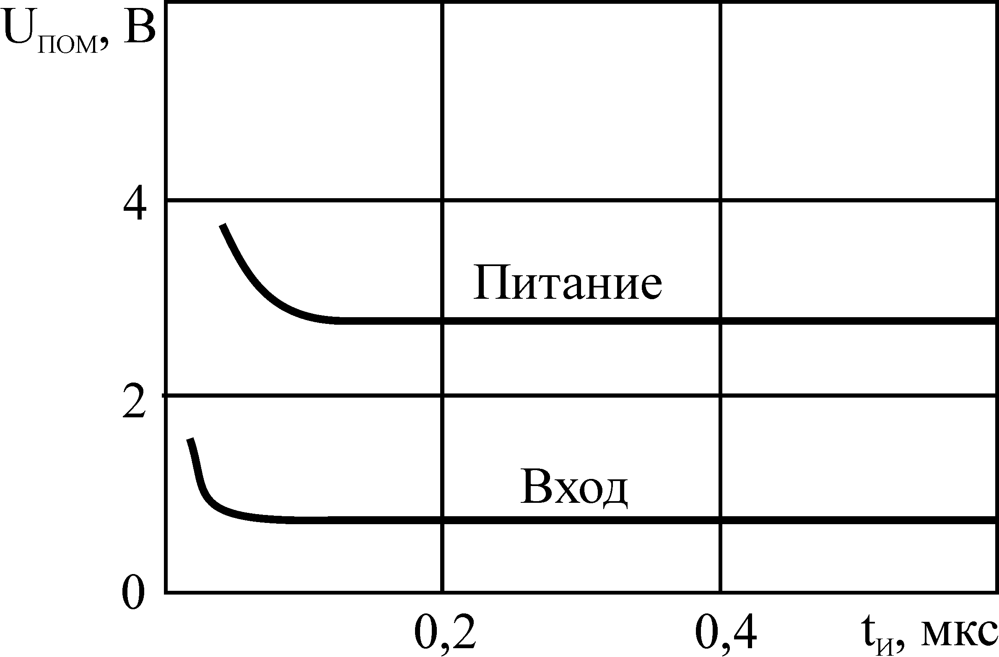 Uпом, В
4
Питание
2
Вход
0
0,2 0,4 tи, мкс